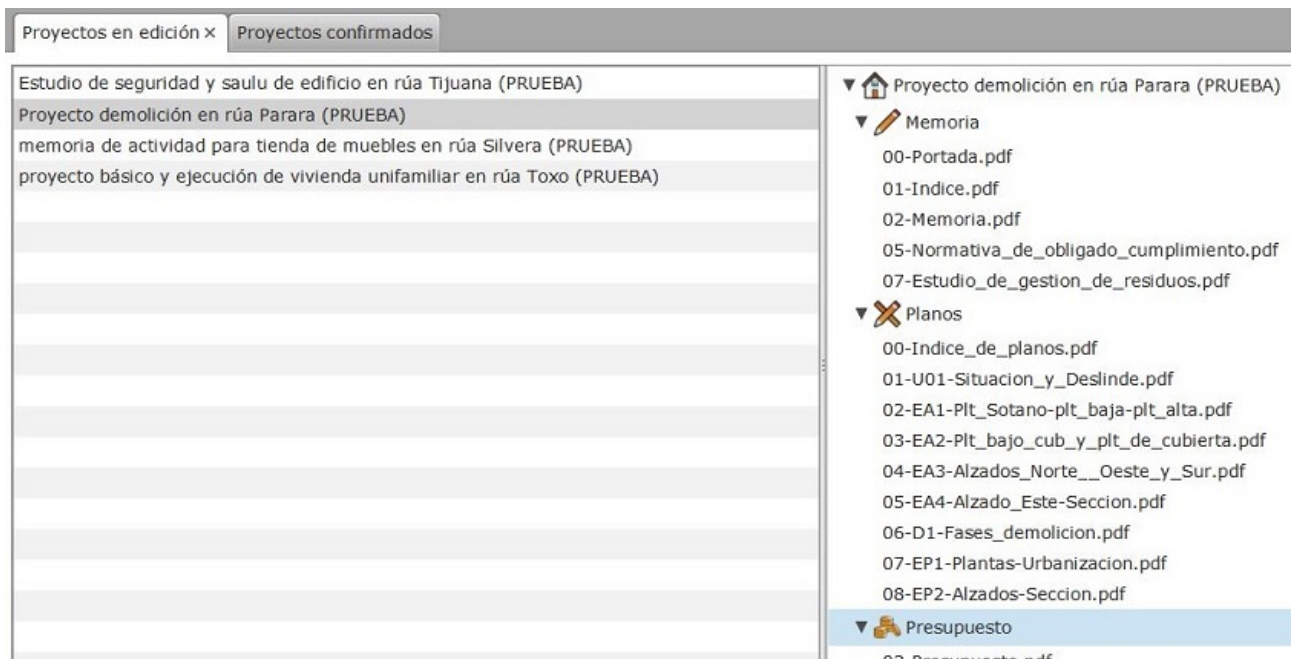 Proyectos en edición ×
Proyectos confirmados
Estudio de seguridad y saulu de edificio en rúa Tijuana (PRUEBA)
Proyecto demolición en rúa Parara (PRUEBA)
memoria de actividad para tienda de muebles en rúa Silvera (PRUEBA)
proyecto básico y ejecución de vivienda unifamiliar en rúa Toxo (PRUEBA)
Proyecto demolición en rúa Parara (PRUEBA)
Memoria
00-Portada.pdf
01-Indice.pdf
02-Memoria.pdf
05-Normativa_de_obligado_cumplimiento.pdf
07-Estudio_de_gestion_de_residuos.pdf
Planos
00-Indice_de_planos.pdf
01-U01-Situacion_y_Deslinde.pdf
02-EA1-Plt_Sotano-plt_baja-plt_alta.pdf
03-EA2-Plt_bajo_cub_y_plt_de_cubierta.pdf
04-EA3-Alzados_Norte__Oeste_y_Sur.pdf
05-EA4-Alzado_Este-Seccion.pdf
06-D1-Fases_demolicion.pdf
07-EP1-Plantas-Urbanizacion.pdf
08-EP2-Alzados-Seccion.pdf
Presupuesto